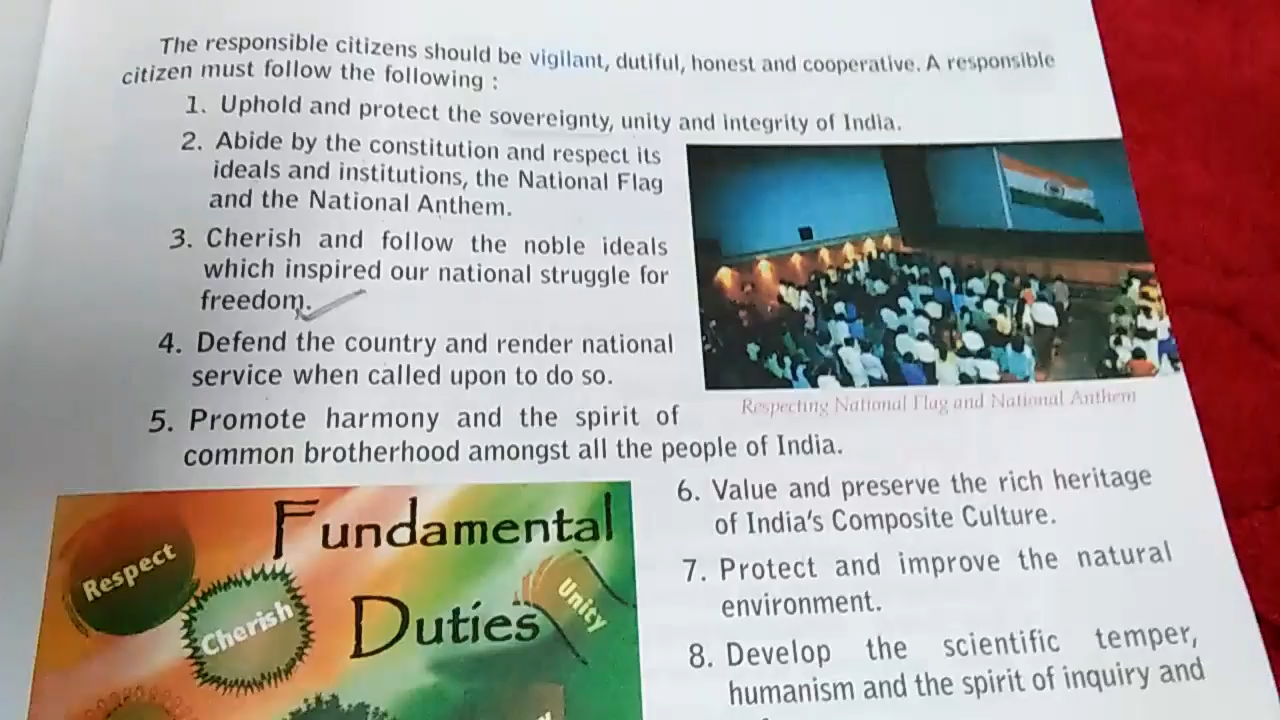 The responsible citizens should be vigilant, dutiful, honest and cooperative. A responsible
citizen must follow the following :
1. Uphold and protect the sovereignty, unity and integrity of India.
2. Abide by the constitution and respect its
ideals and institutions, the National Flag
and the National Anthem.
3. Cherish and follow the noble ideals
which inspired our national struggle for
freedom.
4. Defend the country and render national
service when called upon to do so.
Respecting National Flag and National Anthem
5. Promote harmony and the spirit of
common brotherhood amongst all the people of India.
Fundamental
Duties
Respect
Cherish
Unity
6. Value and preserve the rich heritage
of India's Composite Culture.
7. Protect and improve the natural
environment.
8. Develop the scientific temper,
humanism and the spirit of inquiry and